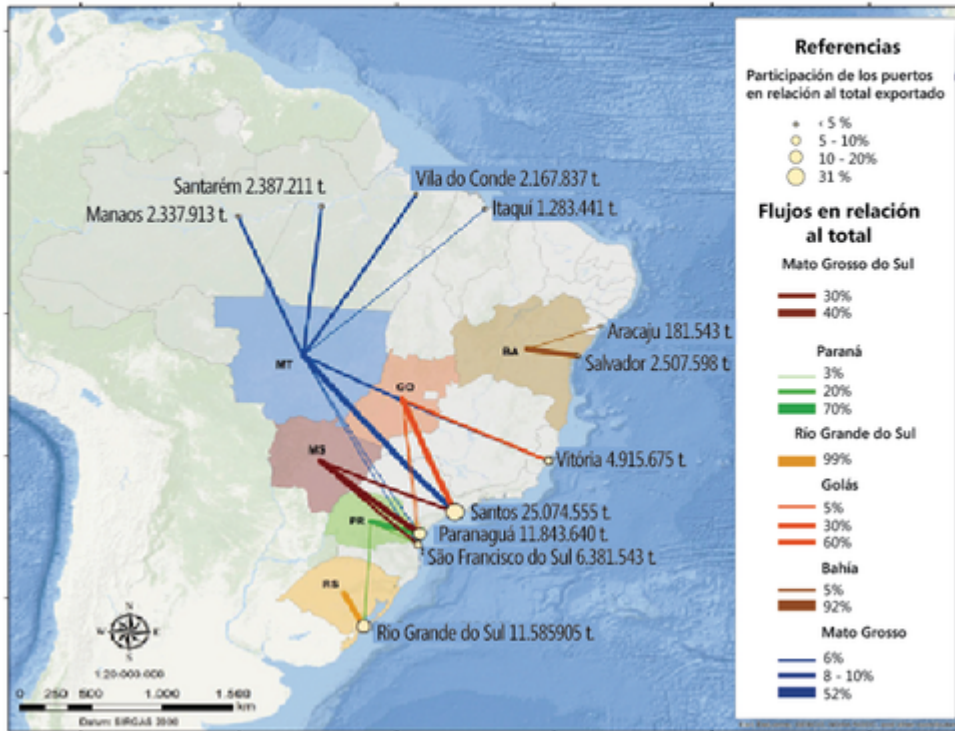 Santarém 2.387.211 t.
Manaos 2.337.913 t.
Vila do Conde 2.167.837 t.
Itaquí 1.283.441 t.
Aracaju 181.543 t.
Salvador 2.507.598 t
Vitória 4.915.675 t.
Santos 25.074.555 t.
Paranaguá 11.843.640 t.
São Francisco do Sul 6.381.543 t.
Río Grande do Sul 11.585905 t.
MT
GO
BA
MS
PR
RS
N
W
E
S
1:20-000-000
0 250 500 1.000 1.500
km
Datum: SIRGAS 2000
Referencias
Participación de los puertos
en relación al total exportado
< 5 %
5 - 10%
10 - 20%
31 %
Flujos en relación
al total
Mato Grosso do Sul
30%
40%
Paraná
3%
20%
70%
Río Grande do Sul
99%
Goiás
5%
30%
60%
Bahía
5%
92%
Mato Grosso
6%
8 - 10%
52%